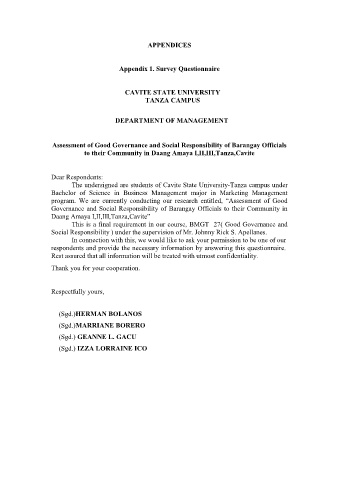 APPENDICES
Appendix 1. Survey Questionnaire
CAVITE STATE UNIVERSITY
TANZA CAMPUS
DEPARTMENT OF MANAGEMENT
Assessment of Good Governance and Social Responsibility of Barangay Officials
to their Community in Daang Amaya I,II,III,Tanza,Cavite
Dear Respondents:
The undersigned are students of Cavite State University-Tanza campus under
Bachelor of Science in Business Management major in Marketing Management
program. We are currently conducting our research entitled, “Assessment of Good
Governance and Social Responsibility of Barangay Officials to their Community in
Daang Amaya I,II,III,Tanza,Cavite”
This is a final requirement in our course, BMGT 27( Good Governance and
Social Responsibility ) under the supervision of Mr. Johnny Rick S. Apellanes.
In connection with this, we would like to ask your permission to be one of our
respondents and provide the necessary information by answering this questionnaire.
Rest assured that all information will be treated with utmost confidentiality.
Thank you for your cooperation.
Respectfully yours,
(Sgd.)HERMAN BOLANOS
(Sgd.)MARRIANE BORERO
(Sgd.) GEANNE L. GACU
(Sgd.) IZZA LORRAINE ICO